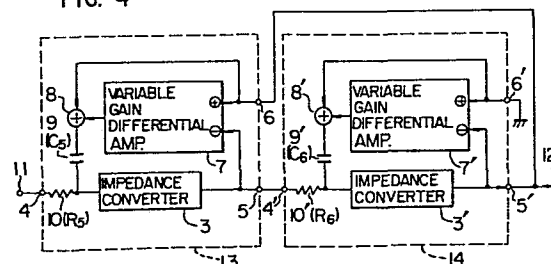 FIG. 4
8
9
(C5)
VARIABLE
GAIN
DIFFERENTIAL
AMP.
⊕
⊖
6
7
11
4
10(R5)
IMPEDANCE
CONVERTER
3
5
13
8'
9'
(C6)
VARIABLE
GAIN
DIFFERENTIAL
AMP.
⊕
⊖
6'
7'
4'
10'(R6)
IMPEDANCE
CONVERTER
3'
5'
12
14